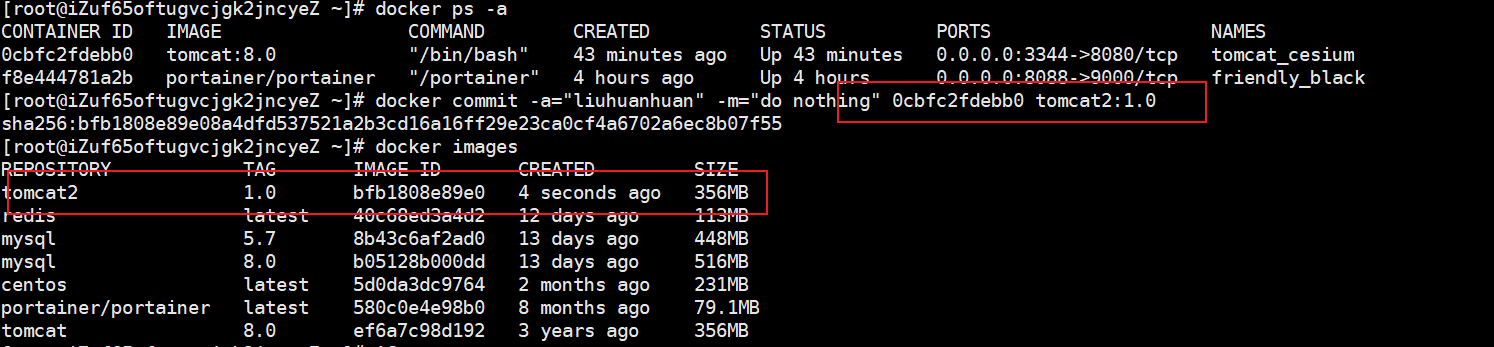 [root@iZuf65oftugvcjgk2jncyeZ ~]# docker ps -a
CONTAINER ID   IMAGE                 COMMAND        CREATED          STATUS          PORTS                    NAMES
0cbfc2fdebb0   tomcat:8.0            "/bin/bash"    43 minutes ago   Up 43 minutes   0.0.0.0:3344->8080/tcp   tomcat_cesium
f8e444781a2b   portainer/portainer   "/portainer"   4 hours ago      Up 4 hours      0.0.0.0:8088->9000/tcp   friendly_black
[root@iZuf65oftugvcjgk2jncyeZ ~]# docker commit -a="liuhuanhuan" -m="do nothing" 0cbfc2fdebb0 tomcat2:1.0
sha256:bfb1808e89e08a4dfd537521a2b3cd16a16ff29e23ca0cf4a6702a6ec8b07f55
[root@iZuf65oftugvcjgk2jncyeZ ~]# docker images
REPOSITORY            TAG       IMAGE ID       CREATED         SIZE
tomcat2               1.0       bfb1808e89e0   4 seconds ago   356MB
redis                 latest    40c68ed3a4d2   12 days ago     113MB
mysql                 5.7       8b43c6af2ad0   13 days ago     448MB
mysql                 8.0       b05128b000dd   13 days ago     516MB
centos                latest    5d0da3dc9764   2 months ago    231MB
portainer/portainer   latest    580c0e4e98b0   8 months ago    79.1MB
tomcat                8.0       ef6a7c98d192   3 years ago     356MB